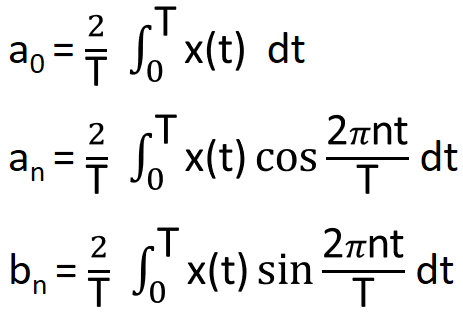 a₀ = 2/T ∫₀ᵀ x(t) dt
aₙ = 2/T ∫₀ᵀ x(t) cos 2πnt/T dt
bₙ = 2/T ∫₀ᵀ x(t) sin 2πnt/T dt